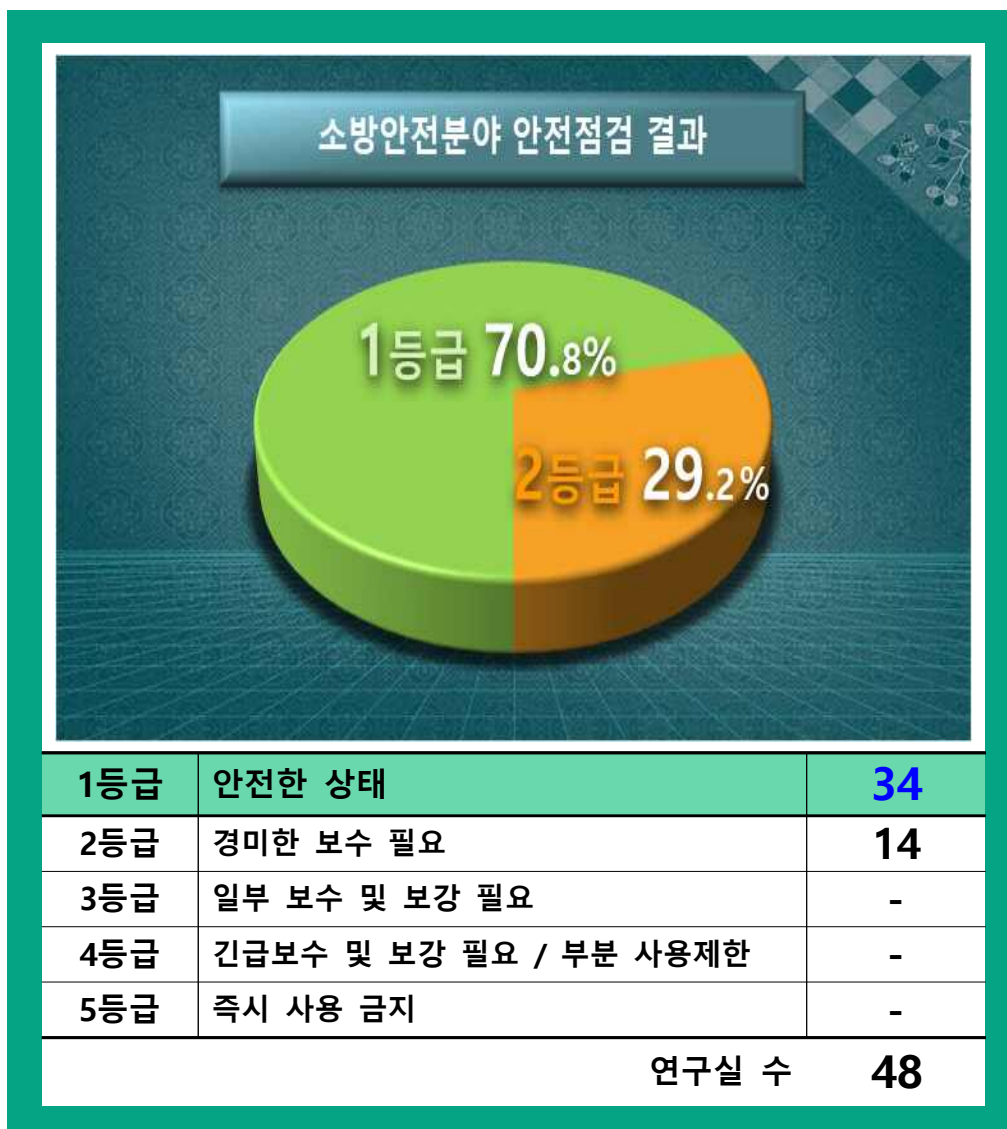 소방안전분야 안전점검 결과
1등급 70.8%
2등급 29.2%
1등급 안전한 상태 34
2등급 경미한 보수 필요 14
3등급 일부 보수 및 보강 필요 -
4등급 긴급보수 및 보강 필요 / 부분 사용제한 -
5등급 즉시 사용 금지 -
연구실 수 48